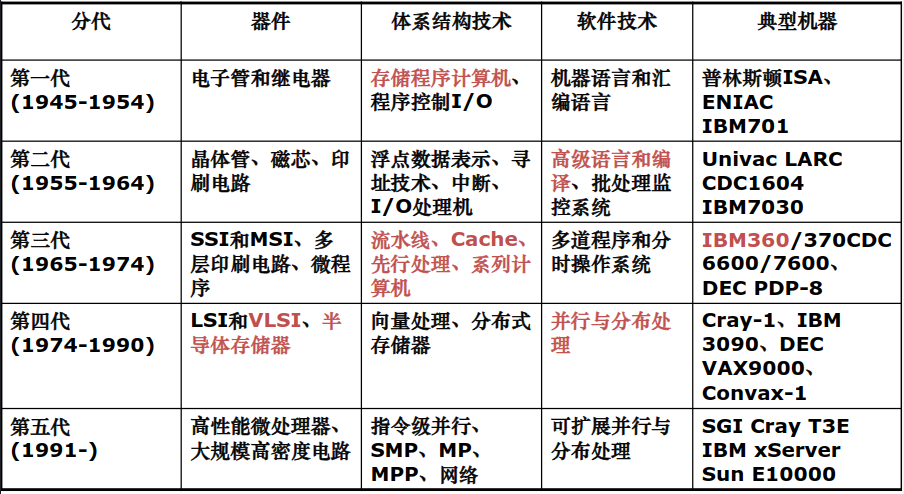 分代 器件 体系结构技术 软件技术 典型机器
第一代
(1945-1954)
电子管和继电器
存储程序计算机、
程序控制I/O
机器语言和汇
编语言
普林斯顿ISA、
ENIAC
IBM701
第二代
(1955-1964)
晶体管、磁芯、印
刷电路
浮点数据表示、寻
址技术、中断、
I/O处理机
高级语言和编
译、批处理监
控系统
Univac LARC
CDC1604
IBM7030
第三代
(1965-1974)
SSI和MSI、多
层印刷电路、微程
序
流水线、Cache、
先行处理、系列计
算机
多道程序和分
时操作系统
IBM360/370CDC
6600/7600、
DEC PDP-8
第四代
(1974-1990)
LSI和VLSI、半
导体存储器
向量处理、分布式
存储器
并行与分布处
理
Cray-1、IBM
3090、DEC
VAX9000、
Convax-1
第五代
(1991-)
高性能微处理器、
大规模高密度电路
指令级并行、
SMP、MP、
MPP、网络
可扩展并行与
分布处理
SGI Cray T3E
IBM xServer
Sun E10000